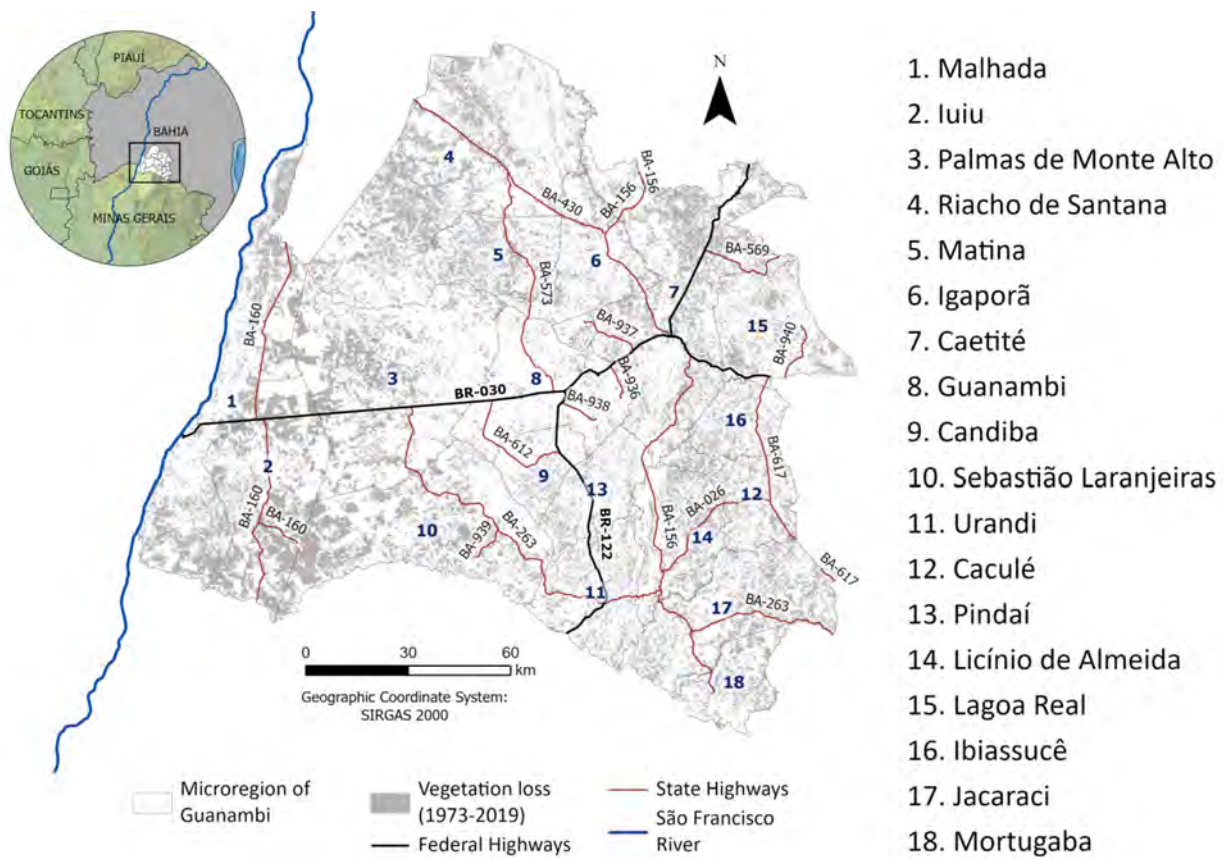 PIAUÍ
TOCANTINS
BAHIA
GOIÁS
MINAS GERAIS
N
4
BA-430
BA-156
BA-156
5
BA-573
6
BA-569
7
BA-160
BA-937
15
BA-940
3
8
BR-030
BA-936
1
BA-938
16
BA-612
BA-617
2
9
13
12
BA-160
BA-160
BA-026
10
BA-939
BA-263
BR-122
BA-156
14
BA-617
11
17
BA-263
18
0 30 60
km
Geographic Coordinate System:
SIRGAS 2000
Microregion of
Guanambi
Vegetation loss
(1973-2019)
Federal Highways
State Highways
São Francisco
River
1. Malhada
2. Iuiu
3. Palmas de Monte Alto
4. Riacho de Santana
5. Matina
6. Igaporã
7. Caetité
8. Guanambi
9. Candiba
10. Sebastião Laranjeiras
11. Urandi
12. Caculé
13. Pindaí
14. Licínio de Almeida
15. Lagoa Real
16. Ibiassucê
17. Jacaraci
18. Mortugaba